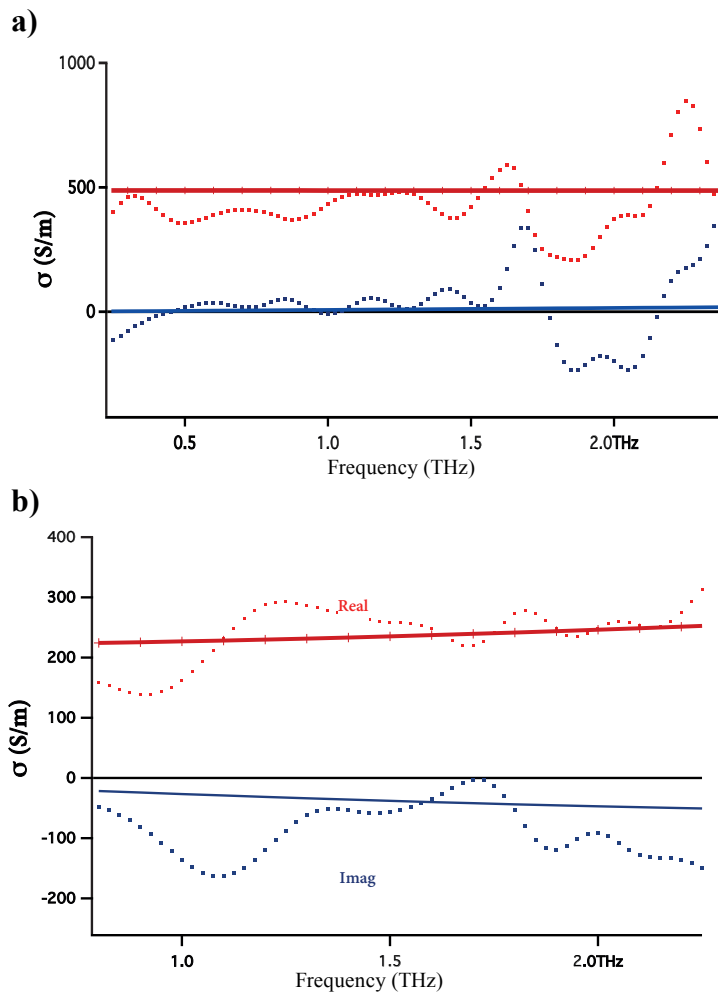 a)
1000
500
0
σ (S/m)
0.5
1.0
1.5
2.0THz
Frequency (THz)
b)
400
300
200
100
0
-100
-200
σ (S/m)
Real
Imag
1.0
1.5
2.0THz
Frequency (THz)